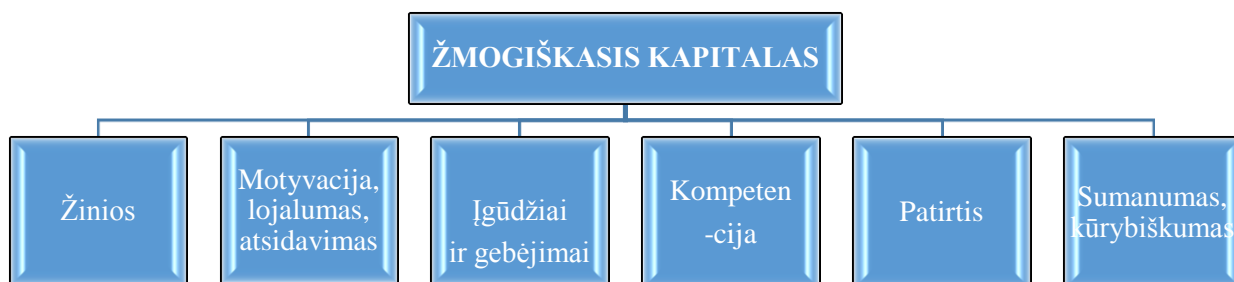 ŽMOGIŠKASIS KAPITALAS
Žinios
Motyvacija,
lojalumas,
atsidavimas
Įgūdžiai
ir gebėjimai
Kompeten
-cija
Patirtis
Sumanumas,
kūrybiškumas